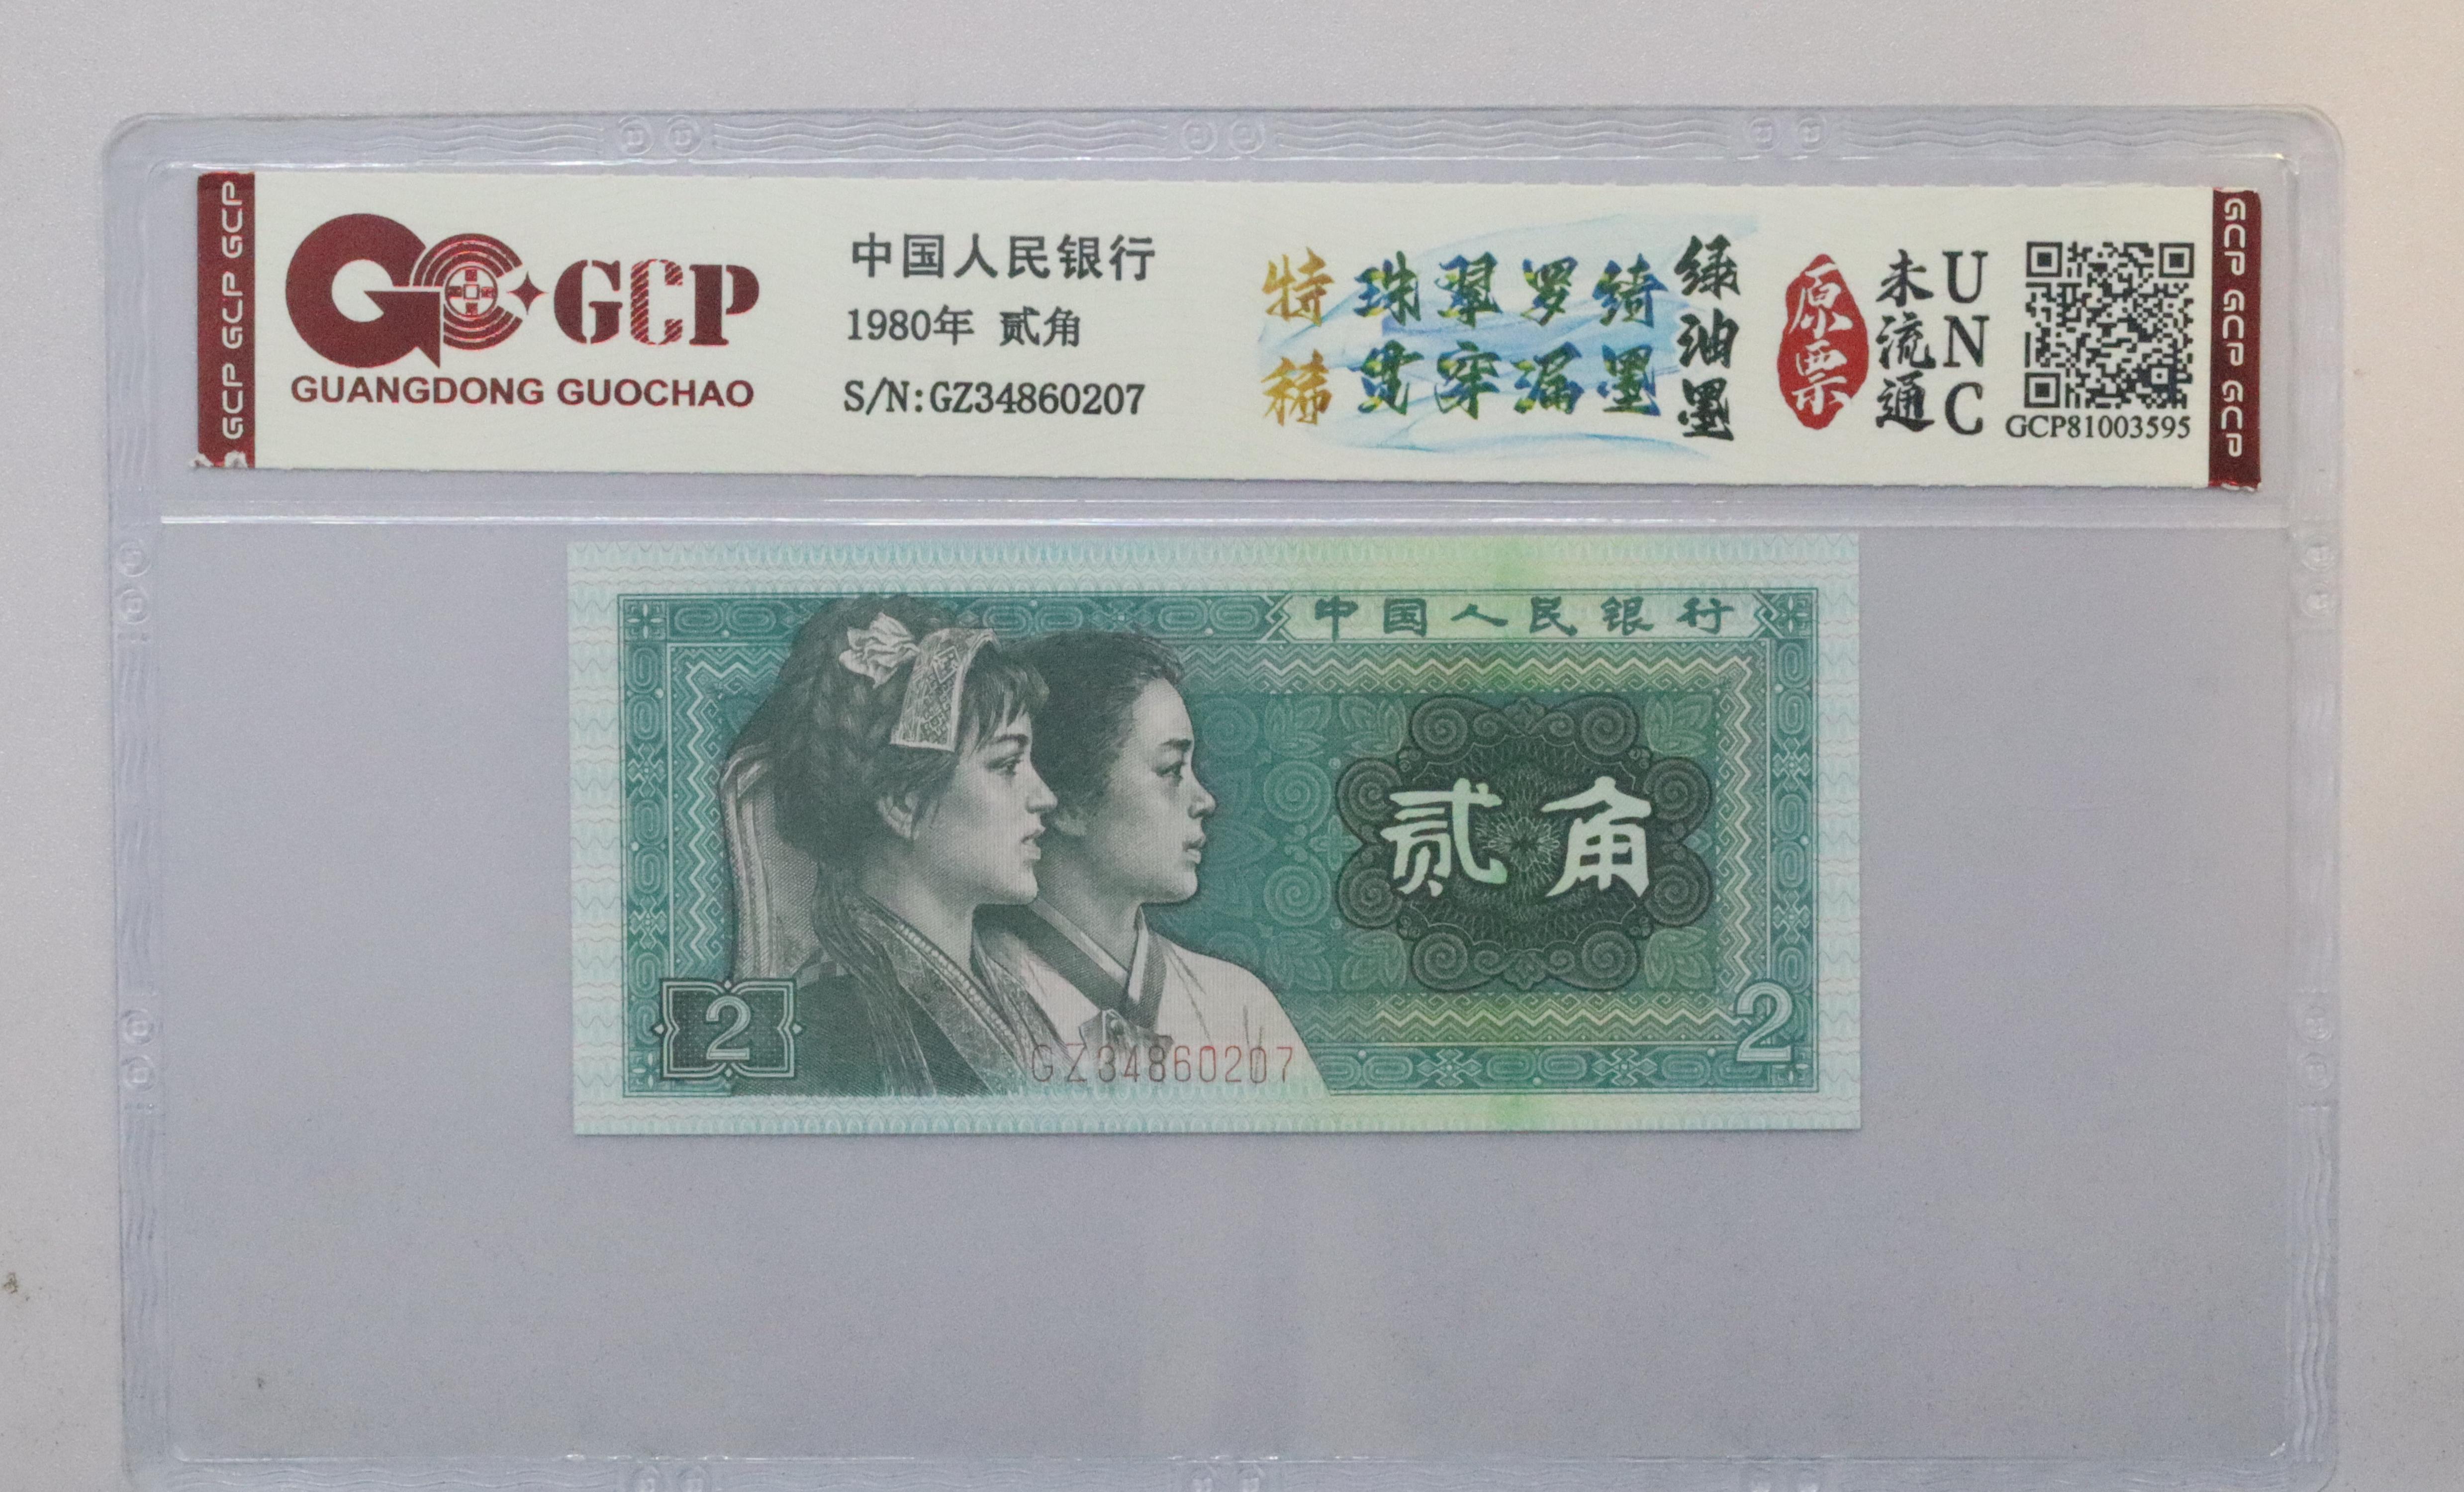 GCP GCP GCP
GCP
GUANGDONG GUOCHAO
中国人民银行
1980年 贰角
S/N:GZ34860207
特稀
珠翠罗绮
贯穿漏墨
绿油墨
原票
未流通
UNC
GCP81003595
GCP GCP GCP
中国人民银行
贰角
2
2
GZ34860207